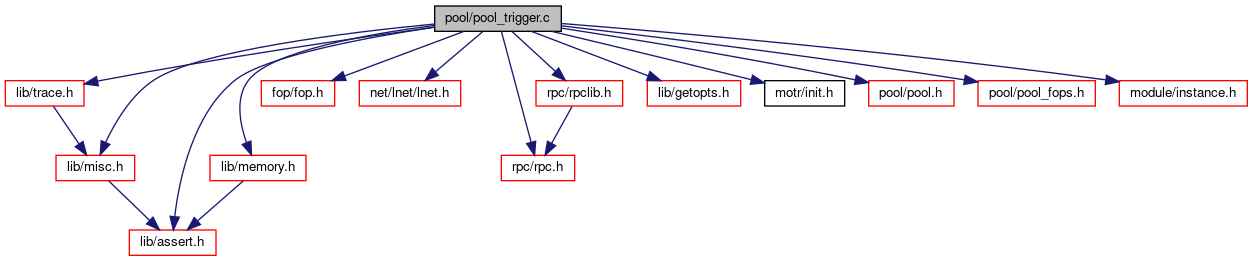 pool/pool_trigger.c
lib/trace.h
fop/fop.h
net/lnet/lnet.h
rpc/rpclib.h
lib/getopts.h
motr/init.h
pool/pool.h
pool/pool_fops.h
module/instance.h
lib/misc.h
lib/memory.h
rpc/rpc.h
lib/assert.h